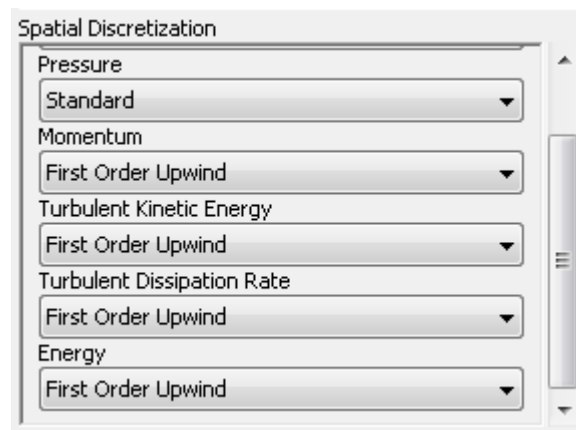 Spatial Discretization
Pressure
Standard
Momentum
First Order Upwind
Turbulent Kinetic Energy
First Order Upwind
Turbulent Dissipation Rate
First Order Upwind
Energy
First Order Upwind